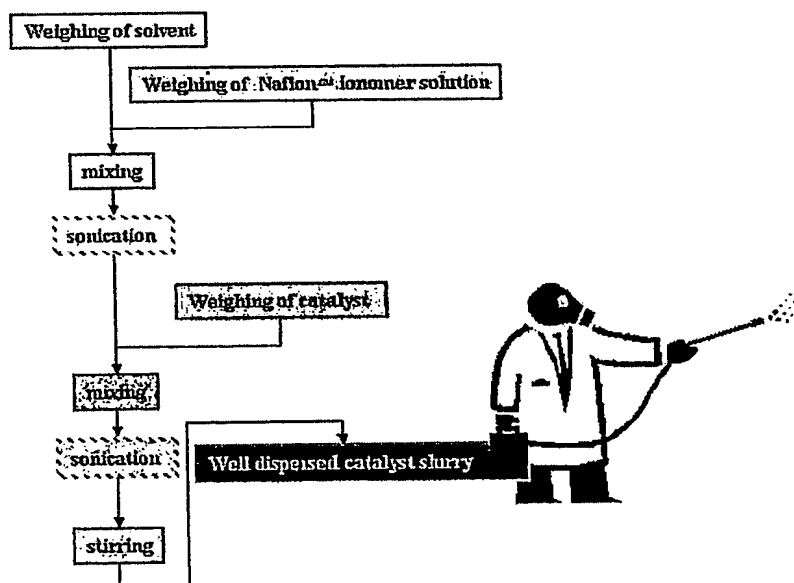 Weighing of solvent
Weighing of Nafion ionomer solution
mixing
sonication
Weighing of catalyst
mixing
sonication
Well dispersed catalyst slurry
stirring